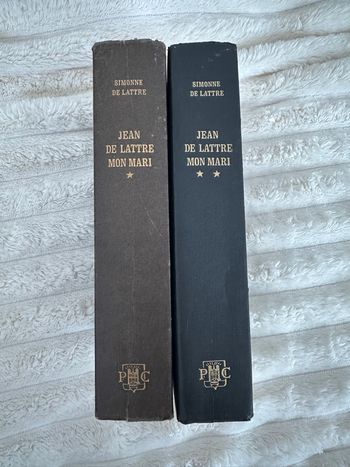 SIMONNE
DE LATTRE
JEAN
DE LATTRE
MON MARI
★
P C
SIMONNE
DE LATTRE
JEAN
DE LATTRE
MON MARI
★ ★
P C